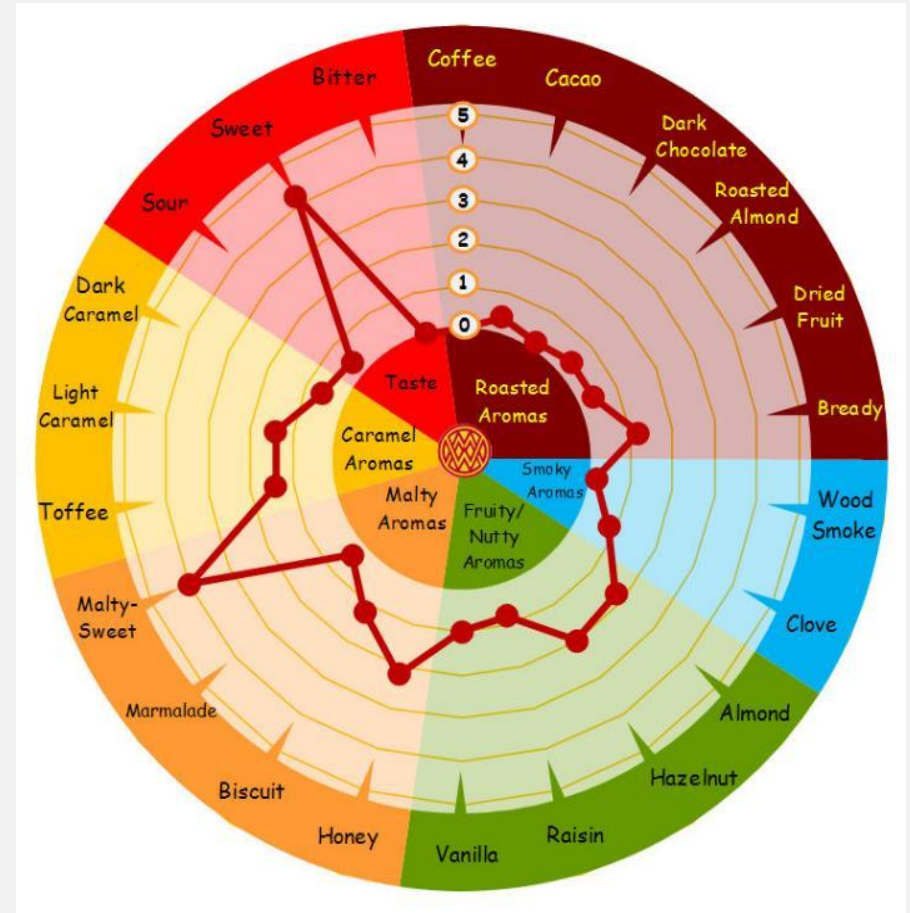 Coffee
Cacao
Dark
Chocolate
Roasted
Almond
Dried
Fruit
Bready
Wood
Smoke
Clove
Almond
Hazelnut
Raisin
Vanilla
Honey
Biscuit
Marmalade
Malty-
Sweet
Toffee
Light
Caramel
Dark
Caramel
Sour
Sweet
Bitter
5
4
3
2
1
0
Roasted
Aromas
Smoky
Aromas
Fruity/
Nutty
Aromas
Malty
Aromas
Caramel
Aromas
Taste